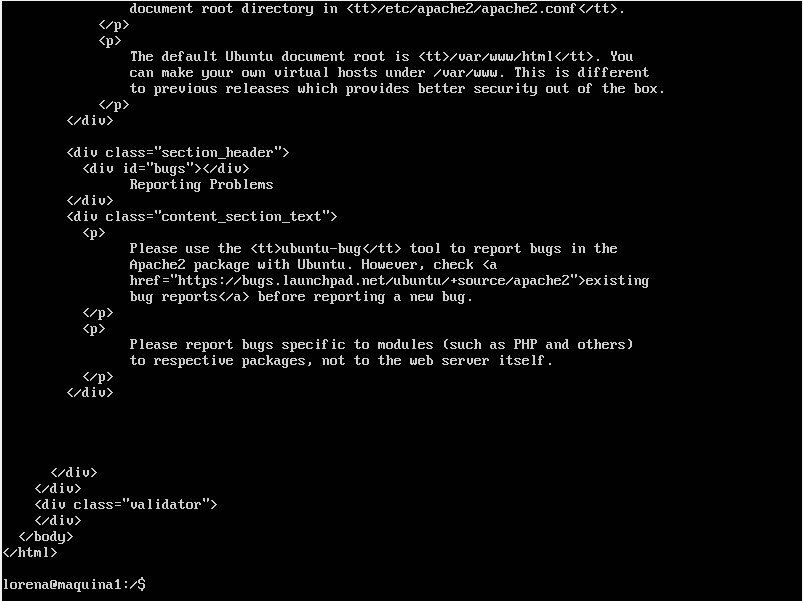 document root directory in <tt>/etc/apache2/apache2.conf</tt>.
            </p>
            <p>
                The default Ubuntu document root is <tt>/var/www/html</tt>. You
                can make your own virtual hosts under /var/www. This is different
                to previous releases which provides better security out of the box.
            </p>
        </div>

        <div class="section_header">
          <div id="bugs"></div>
                Reporting Problems
        </div>
        <div class="content_section_text">
          <p>
                Please use the <tt>ubuntu-bug</tt> tool to report bugs in the
                Apache2 package with Ubuntu. However, check <a
                href="https://bugs.launchpad.net/ubuntu/+source/apache2">existing
                bug reports</a> before reporting a new bug.
          </p>
          <p>
                Please report bugs specific to modules (such as PHP and others)
                to respective packages, not to the web server itself.
          </p>
        </div>




      </div>
    </div>
    <div class="validator">
    </div>
  </body>
</html>

lorena@maquina1:/$